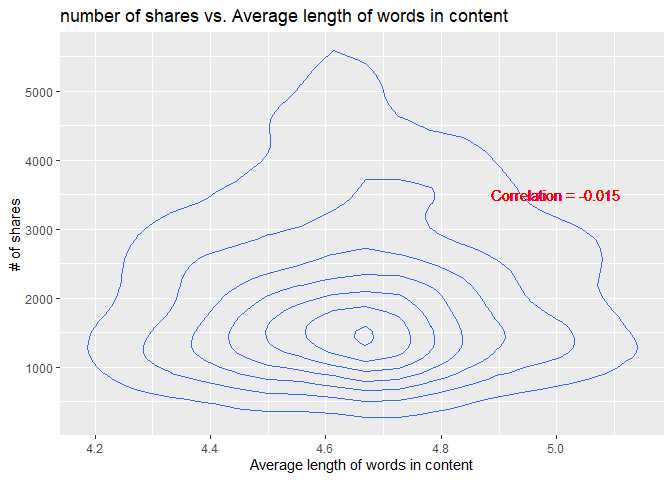 number of shares vs. Average length of words in content
# of shares
5000
4000
3000
2000
1000
Correlation = -0.015
4.2 4.4 4.6 4.8 5.0
Average length of words in content